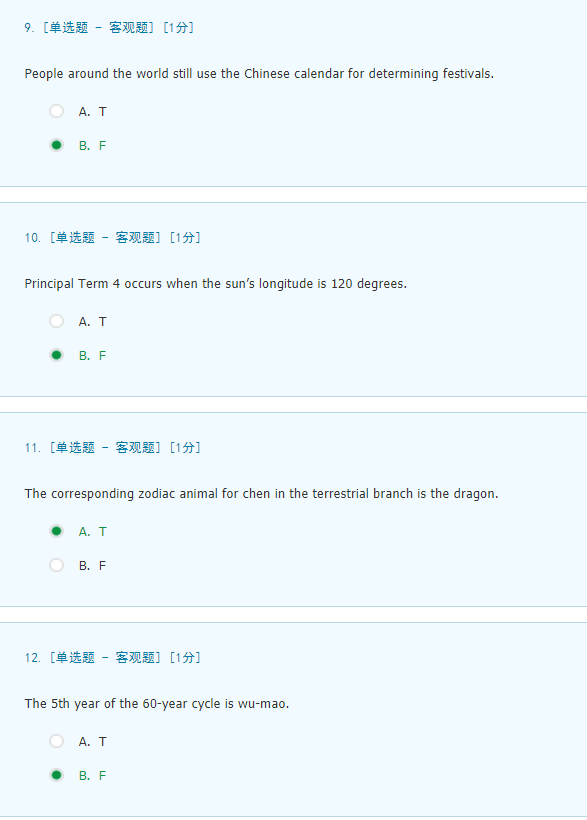 9. [单选题 - 客观题] [1分]
People around the world still use the Chinese calendar for determining festivals.
A. T
B. F
10. [单选题 - 客观题] [1分]
Principal Term 4 occurs when the sun's longitude is 120 degrees.
A. T
B. F
11. [单选题 - 客观题] [1分]
The corresponding zodiac animal for chen in the terrestrial branch is the dragon.
A. T
B. F
12. [单选题 - 客观题] [1分]
The 5th year of the 60-year cycle is wu-mao.
A. T
B. F